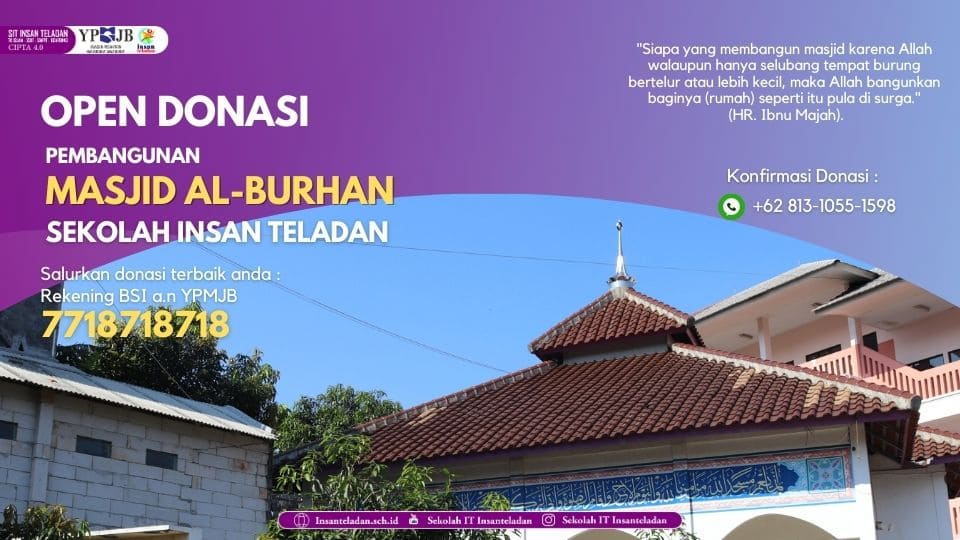 SIT INSAN TELADAN
CIPTA 4.0
YPMJB
insan
OPEN DONASI
PEMBANGUNAN
MASJID AL-BURHAN
SEKOLAH INSAN TELADAN
Salurkan donasi terbaik anda :
Rekening BSI a.n YPMJB
7718718718
"Siapa yang membangun masjid karena Allah
walaupun hanya selubang tempat burung
bertelur atau lebih kecil, maka Allah bangunkan
baginya (rumah) seperti itu pula di surga."
(HR. Ibnu Majah).
Konfirmasi Donasi :
+62 813-1055-1598
Insanteladan.sch.id
Sekolah IT Insanteladan
Sekolah IT Insanteladan